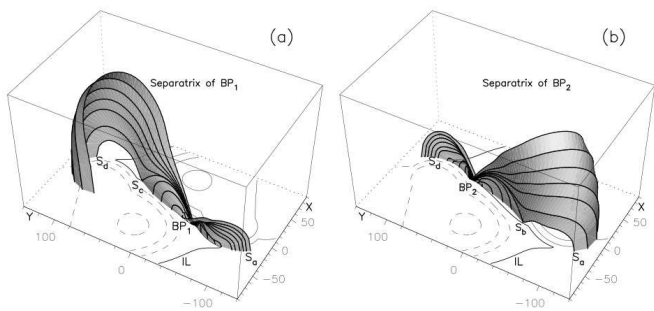 (a)
Separatrix of BP1
Sd
Sc
BP1
Sa
IL
Y
X
100
0
−100
50
0
−50
(b)
Separatrix of BP2
Sd
BP2
Sb
Sa
IL
Y
X
100
0
−100
50
0
−50